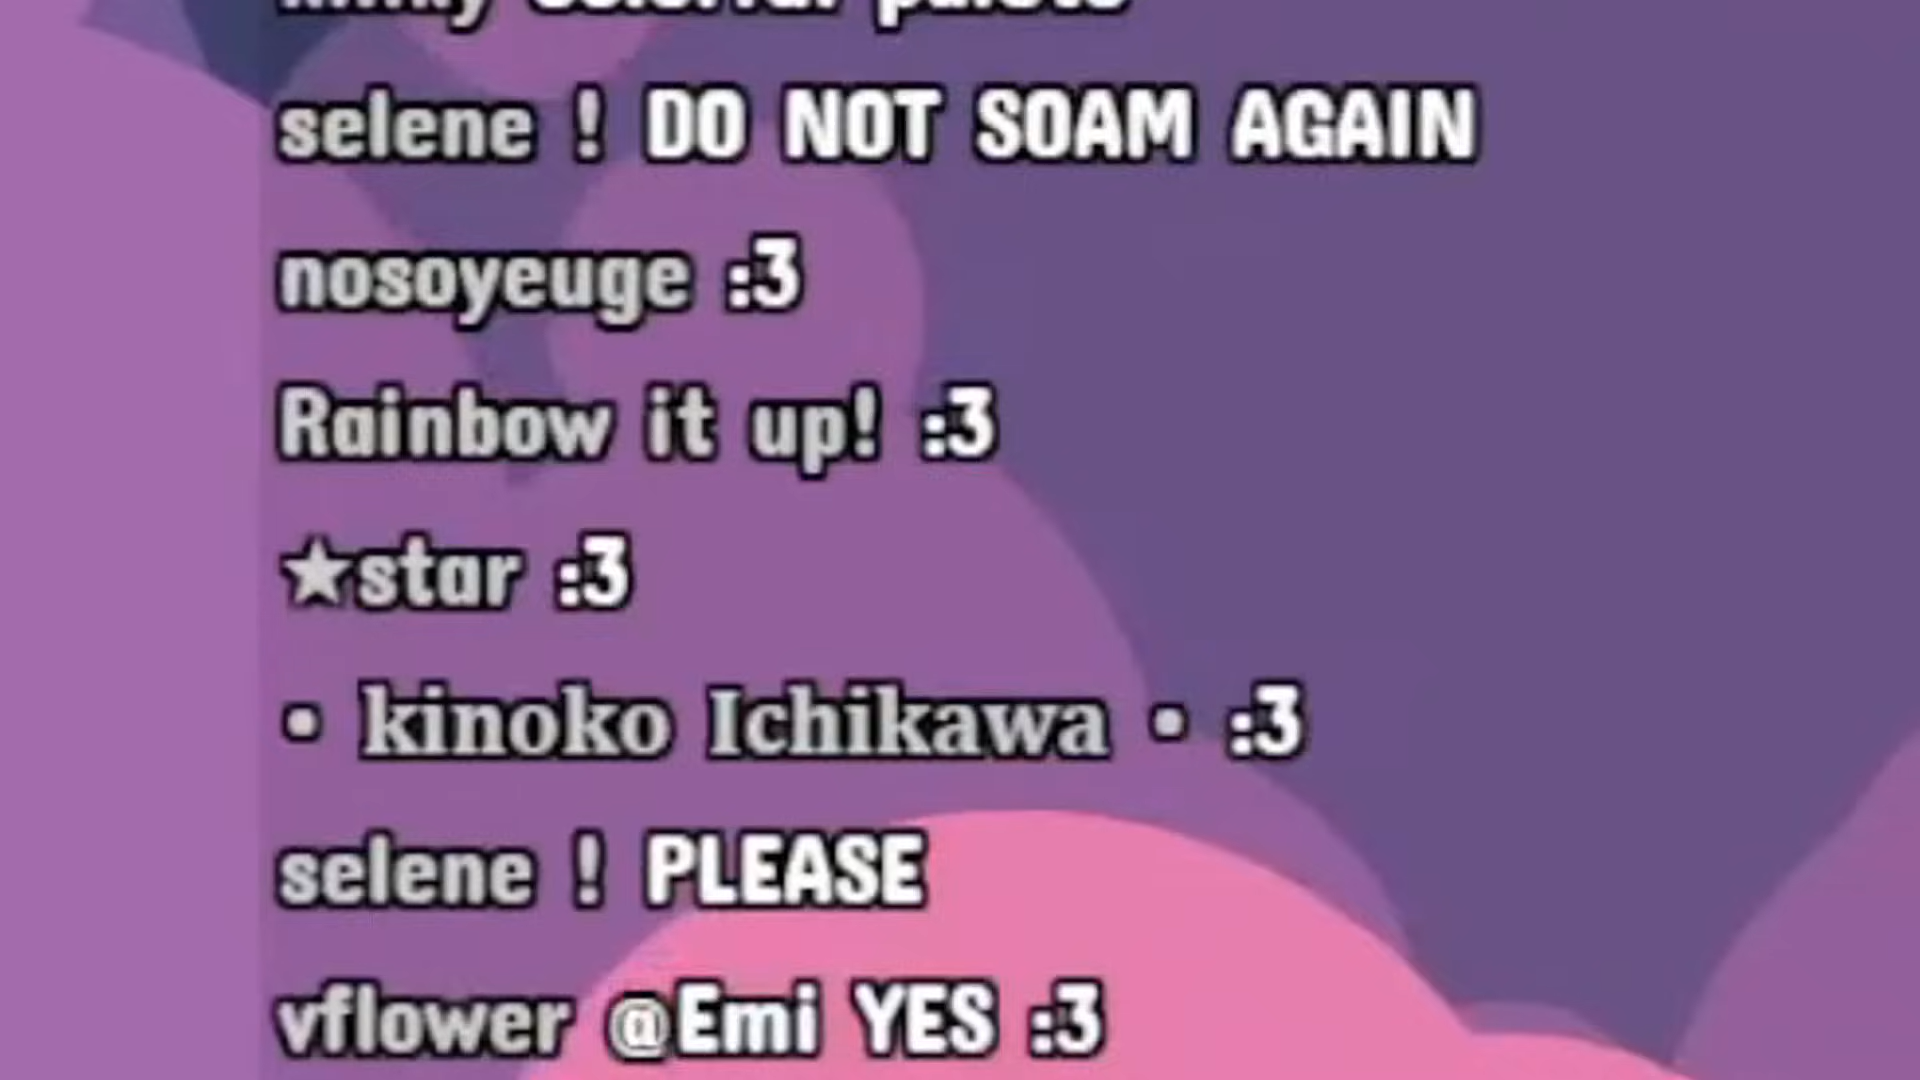 selene ! DO NOT SOAM AGAIN
nosoyeuge :3
Rainbow it up! :3
★star :3
• kinoko Ichikawa • :3
selene ! PLEASE
vflower @Emi YES :3